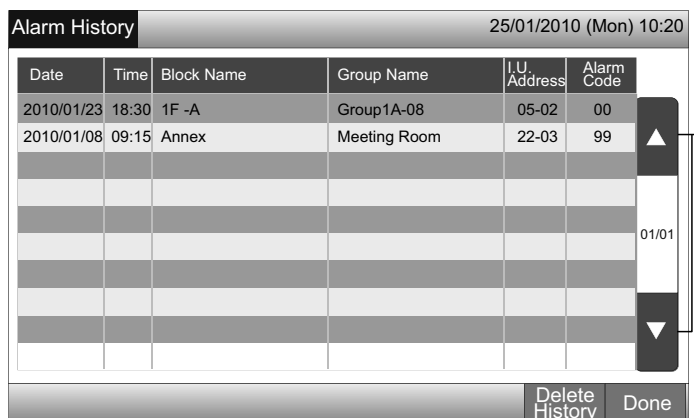 Alarm History 25/01/2010 (Mon) 10:20
Date Time Block Name Group Name I.U. Address Alarm Code
2010/01/23 18:30 1F -A Group1A-08 05-02 00
2010/01/08 09:15 Annex Meeting Room 22-03 99
01/01
Delete History Done